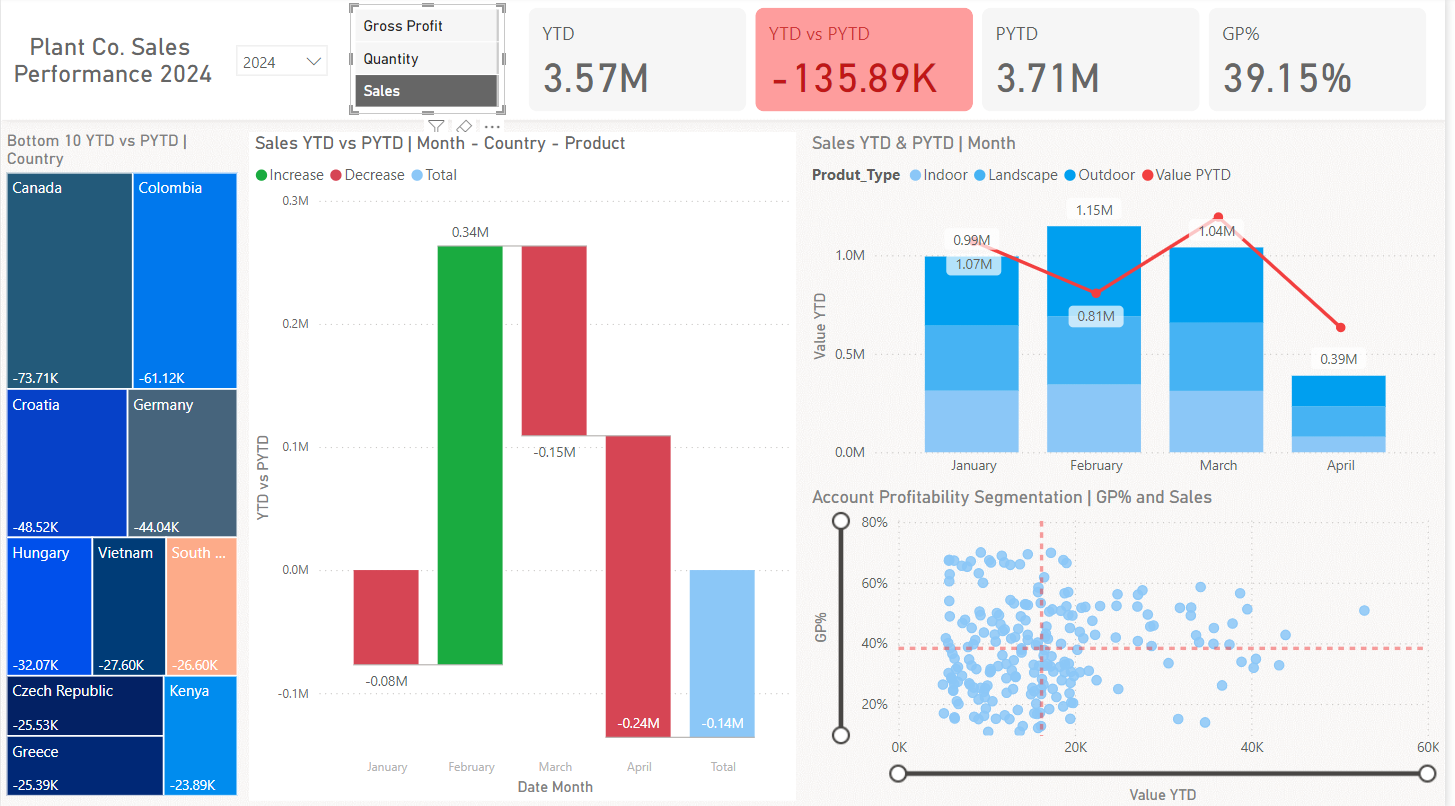 Plant Co. Sales
Performance 2024
2024
Gross Profit
Quantity
Sales
YTD
3.57M
YTD vs PYTD
-135.89K
PYTD
3.71M
GP%
39.15%
Bottom 10 YTD vs PYTD |
Country
Canada
-73.71K
Colombia
-61.12K
Croatia
-48.52K
Germany
-44.04K
Hungary
-32.07K
Vietnam
-27.60K
South ...
-26.60K
Czech Republic
-25.53K
Greece
-25.39K
Kenya
-23.89K
Sales YTD vs PYTD | Month - Country - Product
Increase Decrease Total
YTD vs PYTD
0.3M
0.2M
0.1M
0.0M
-0.1M
-0.08M
0.34M
-0.15M
-0.24M
-0.14M
January February March April Total
Date Month
Sales YTD & PYTD | Month
Produt_Type Indoor Landscape Outdoor Value PYTD
Value YTD
1.0M
0.5M
0.0M
0.99M
1.07M
1.15M
0.81M
1.04M
0.39M
January February March April
Account Profitability Segmentation | GP% and Sales
GP%
80%
60%
40%
20%
0K 20K 40K 60K
Value YTD